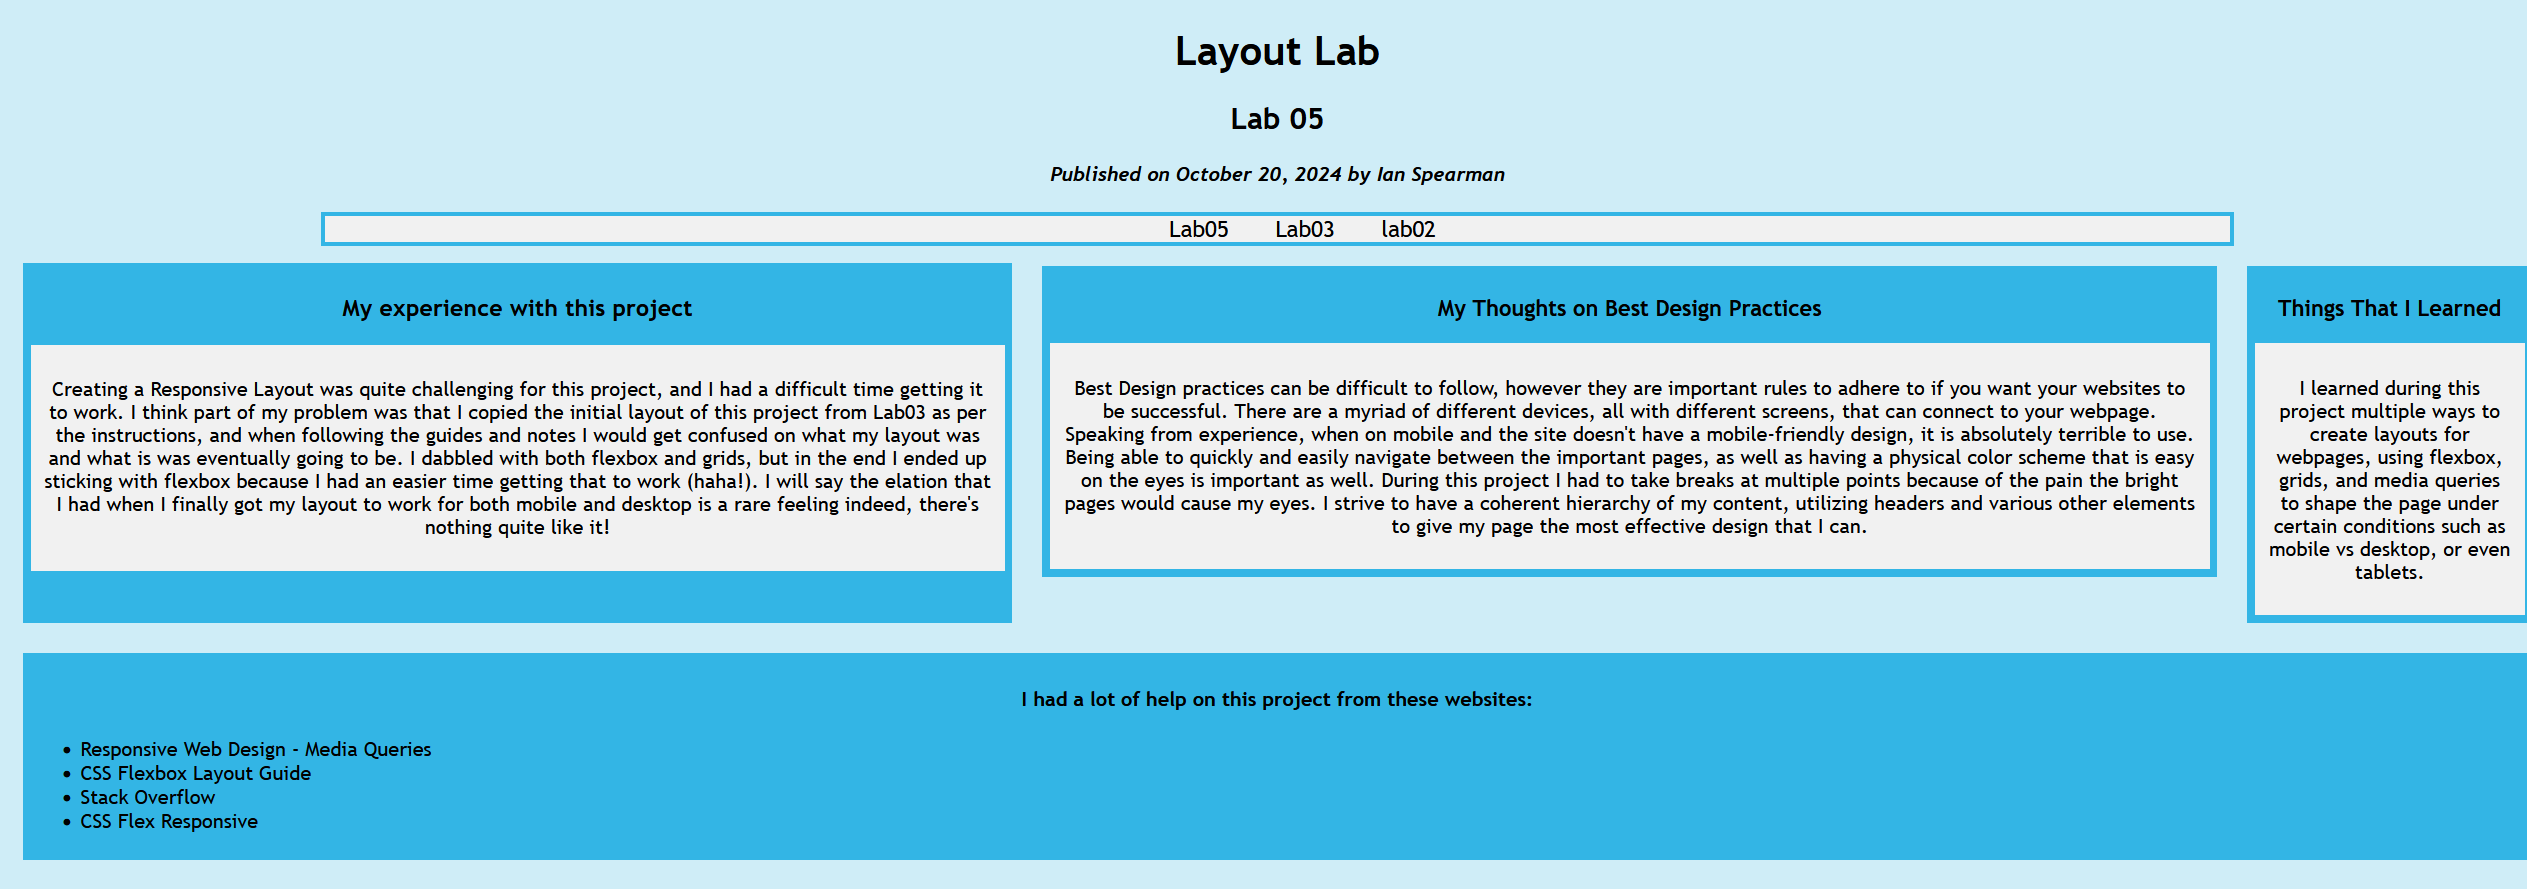 Layout Lab
Lab 05
Published on October 20, 2024 by Ian Spearman
Lab05 Lab03 lab02
My experience with this project
Creating a Responsive Layout was quite challenging for this project, and I had a difficult time getting it
to work. I think part of my problem was that I copied the initial layout of this project from Lab03 as per
the instructions, and when following the guides and notes I would get confused on what my layout was
and what is was eventually going to be. I dabbled with both flexbox and grids, but in the end I ended up
sticking with flexbox because I had an easier time getting that to work (haha!). I will say the elation that
I had when I finally got my layout to work for both mobile and desktop is a rare feeling indeed, there's
nothing quite like it!
My Thoughts on Best Design Practices
Best Design practices can be difficult to follow, however they are important rules to adhere to if you want your websites to
be successful. There are a myriad of different devices, all with different screens, that can connect to your webpage.
Speaking from experience, when on mobile and the site doesn't have a mobile-friendly design, it is absolutely terrible to use.
Being able to quickly and easily navigate between the important pages, as well as having a physical color scheme that is easy
on the eyes is important as well. During this project I had to take breaks at multiple points because of the pain the bright
pages would cause my eyes. I strive to have a coherent hierarchy of my content, utilizing headers and various other elements
to give my page the most effective design that I can.
Things That I Learned
I learned during this
project multiple ways to
create layouts for
webpages, using flexbox,
grids, and media queries
to shape the page under
certain conditions such as
mobile vs desktop, or even
tablets.
I had a lot of help on this project from these websites:
• Responsive Web Design - Media Queries
• CSS Flexbox Layout Guide
• Stack Overflow
• CSS Flex Responsive